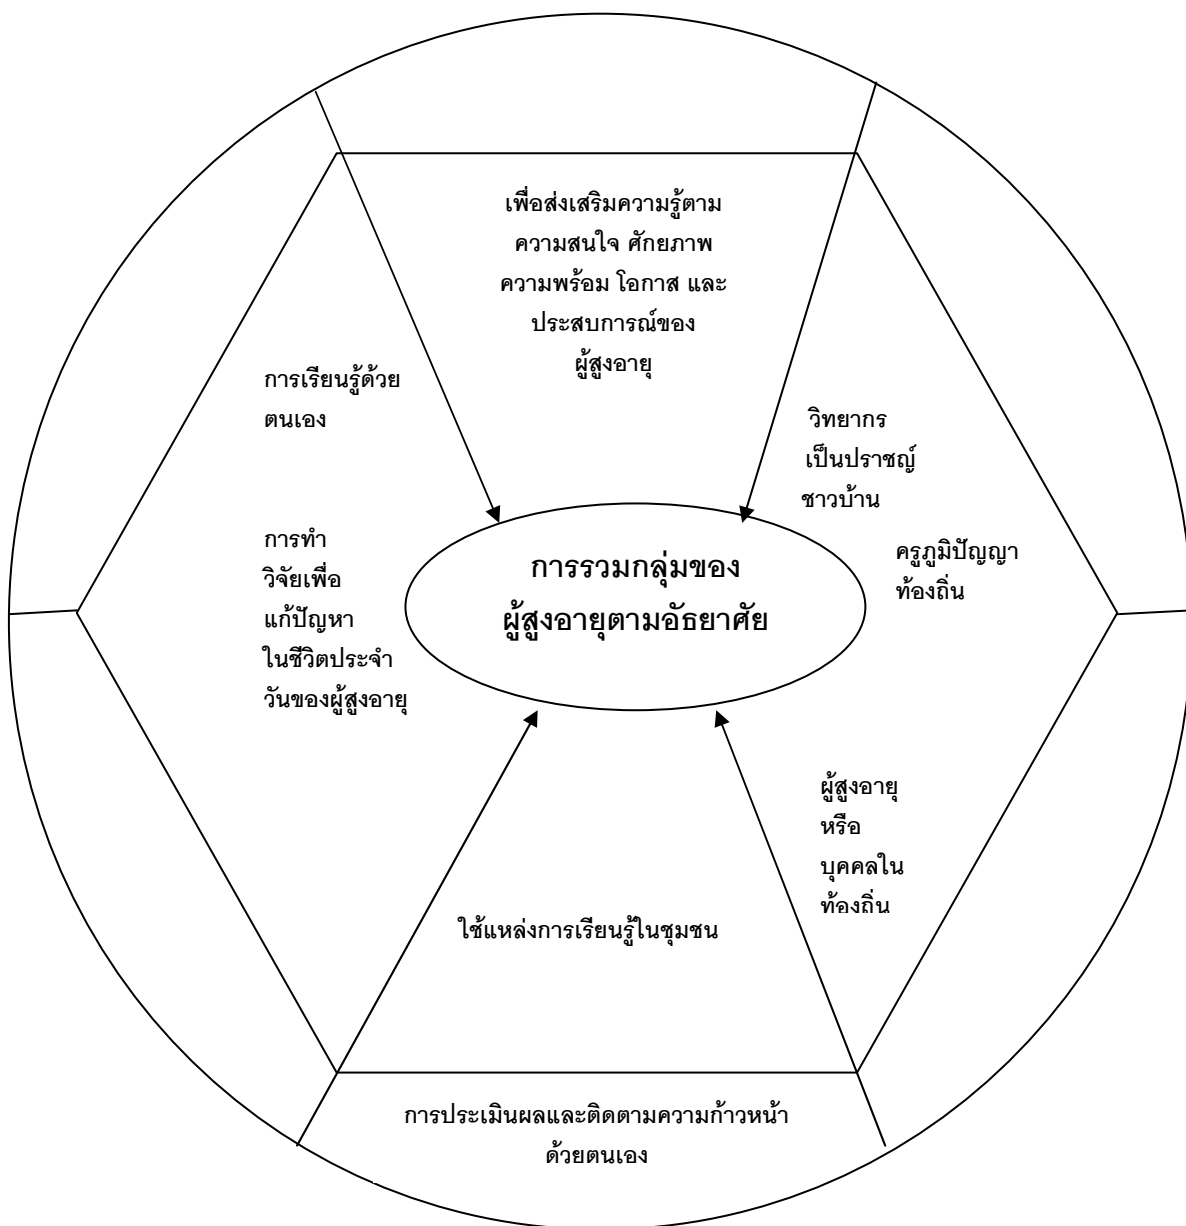 เพื่อส่งเสริมความรู้ตาม
ความสนใจ ศักยภาพ
ความพร้อม โอกาส และ
ประสบการณ์ของ
ผู้สูงอายุ
การเรียนรู้ด้วย
ตนเอง
วิทยากร
เป็นปราชญ์
ชาวบ้าน
การทำ
วิจัยเพื่อ
แก้ปัญหา
ในชีวิตประจำ
วันของผู้สูงอายุ
การรวมกลุ่มของ
ผู้สูงอายุตามอัธยาศัย
ครูภูมิปัญญา
ท้องถิ่น
ผู้สูงอายุ
หรือ
บุคคลใน
ท้องถิ่น
ใช้แหล่งการเรียนรู้ในชุมชน
การประเมินผลและติดตามความก้าวหน้า
ด้วยตนเอง